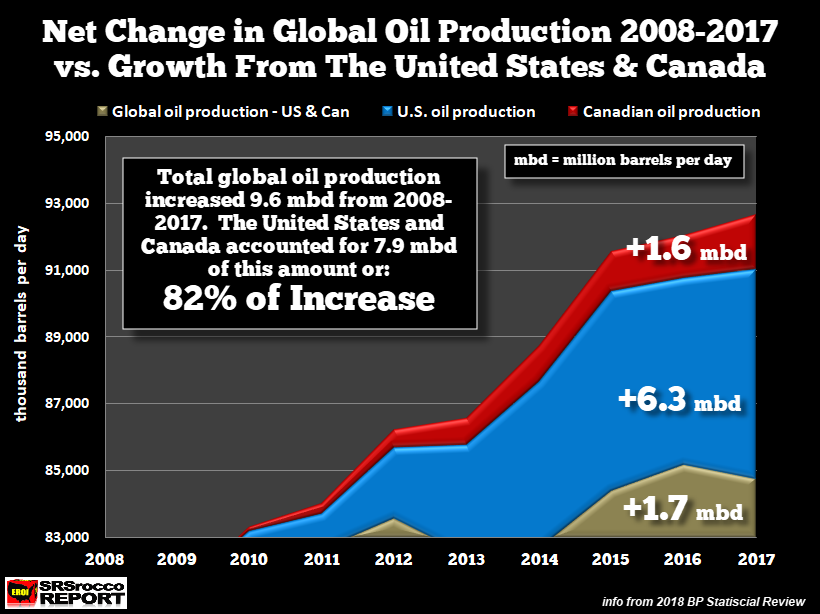 Net Change in Global Oil Production 2008-2017
vs. Growth From The United States & Canada
Global oil production - US & Can
U.S. oil production
Canadian oil production
95,000
93,000
91,000
89,000
87,000
85,000
83,000
thousand barrels per day
Total global oil production
increased 9.6 mbd from 2008-
2017. The United States and
Canada accounted for 7.9 mbd
of this amount or:
82% of Increase
mbd = million barrels per day
+1.6 mbd
+6.3 mbd
+1.7 mbd
2008 2009 2010 2011 2012 2013 2014 2015 2016 2017
EROI
SRSrocco
REPORT
info from 2018 BP Statiscial Review